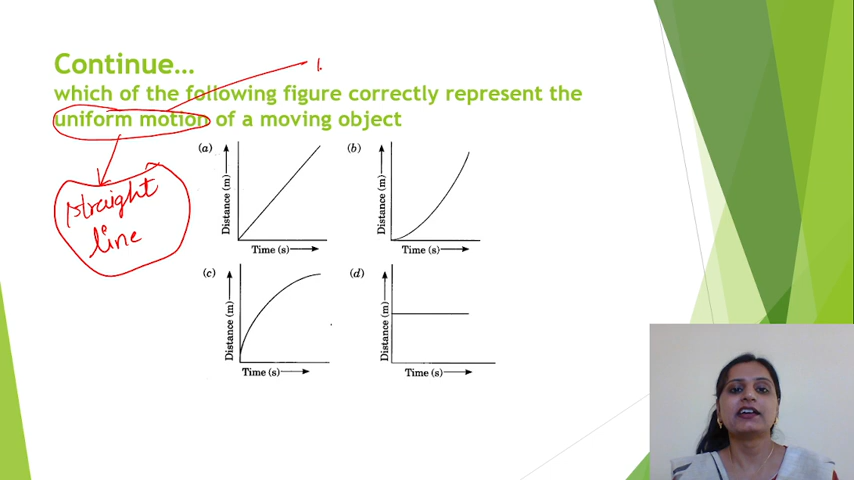 Continue…
which of the following figure correctly represent the
uniform motion of a moving object
straight
line
(a)
Distance (m)
Time (s)
(b)
Distance (m)
Time (s)
(c)
Distance (m)
Time (s)
(d)
Distance (m)
Time (s)